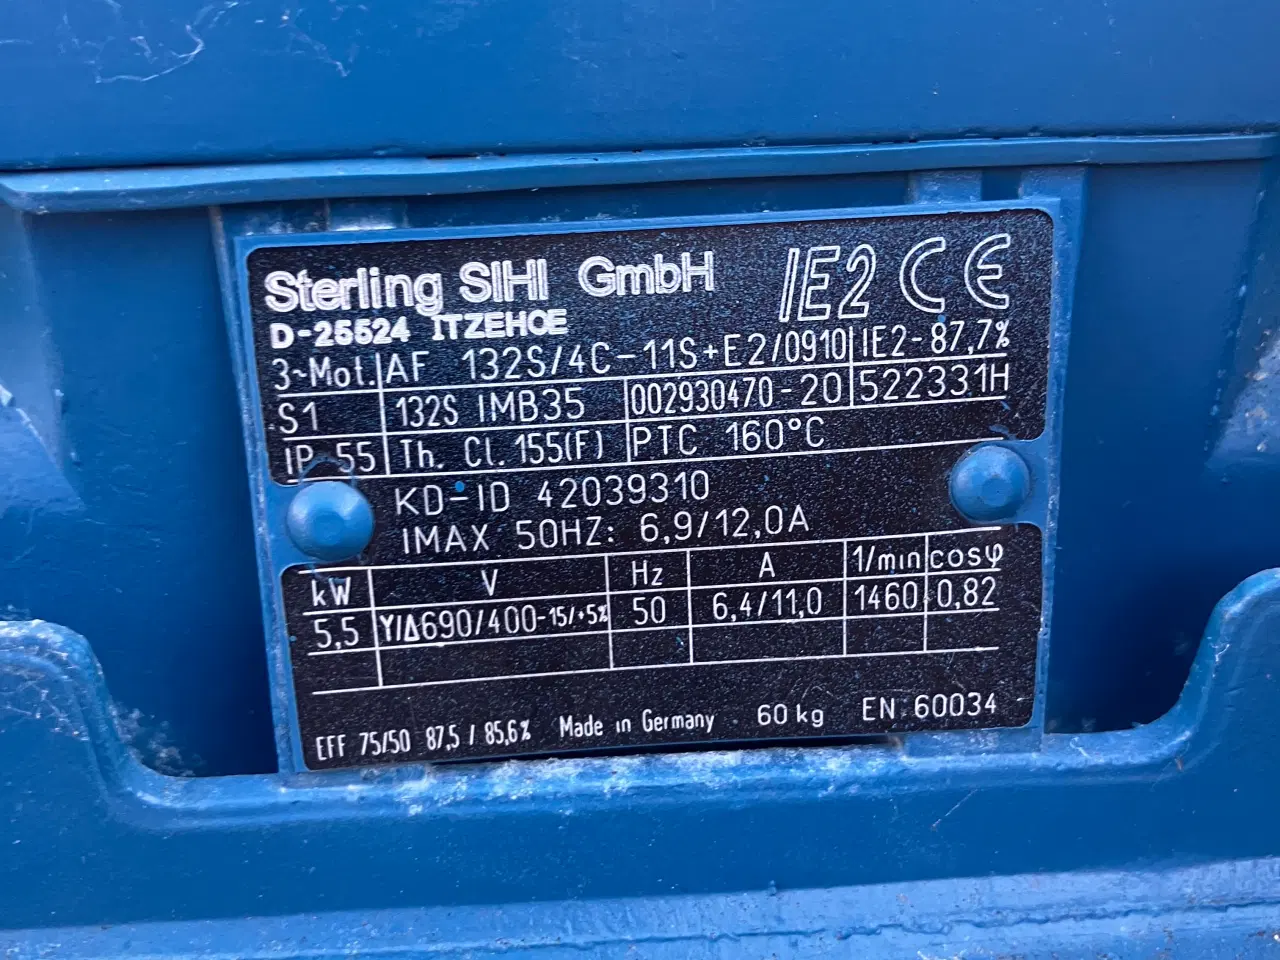 Sterling SIHI GmbH IE2 CE
D-25524 ITZEHOE
3~Mot. AF 132S/4C-11S+E2/0910 IE2-87,7%
S1 132S IMB35 002930470-20 522331H
IP 55 Th. Cl. 155(F) PTC 160°C
KD-ID 42039310
IMAX 50HZ: 6,9/12,0A
kW V Hz A 1/min cosφ
5,5 Y/Δ690/400-15/+5% 50 6,4/11,0 1460 0,82
EFF 75/50 87,5 / 85,6% Made in Germany 60 kg EN 60034